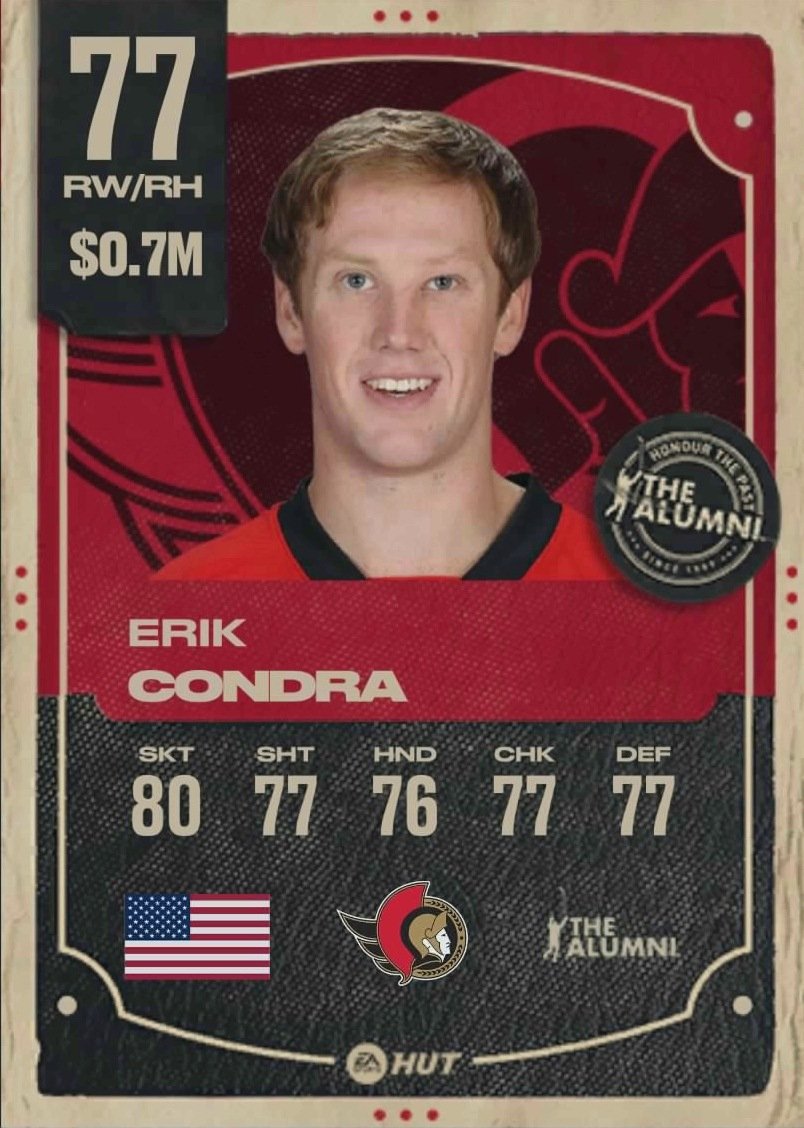 77
RW/RH
$0.7M
HONOUR THE PAST
THE
ALUMNI
ERIK
CONDRA
SKT SHT HND CHK DEF
80 77 76 77 77
THE
ALUMNI
EA
HUT